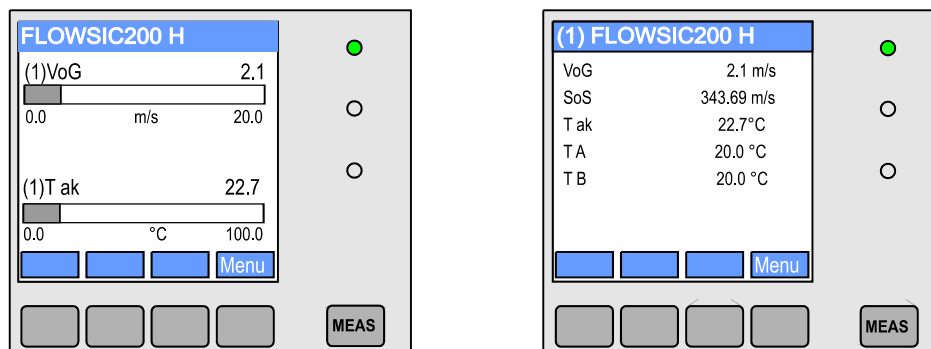 FLOWSIC200 H
(1)VoG 2.1
0.0 m/s 20.0
(1)T ak 22.7
0.0 °C 100.0
Menu
MEAS
(1) FLOWSIC200 H
VoG 2.1 m/s
SoS 343.69 m/s
T ak 22.7°C
T A 20.0 °C
T B 20.0 °C
Menu
MEAS